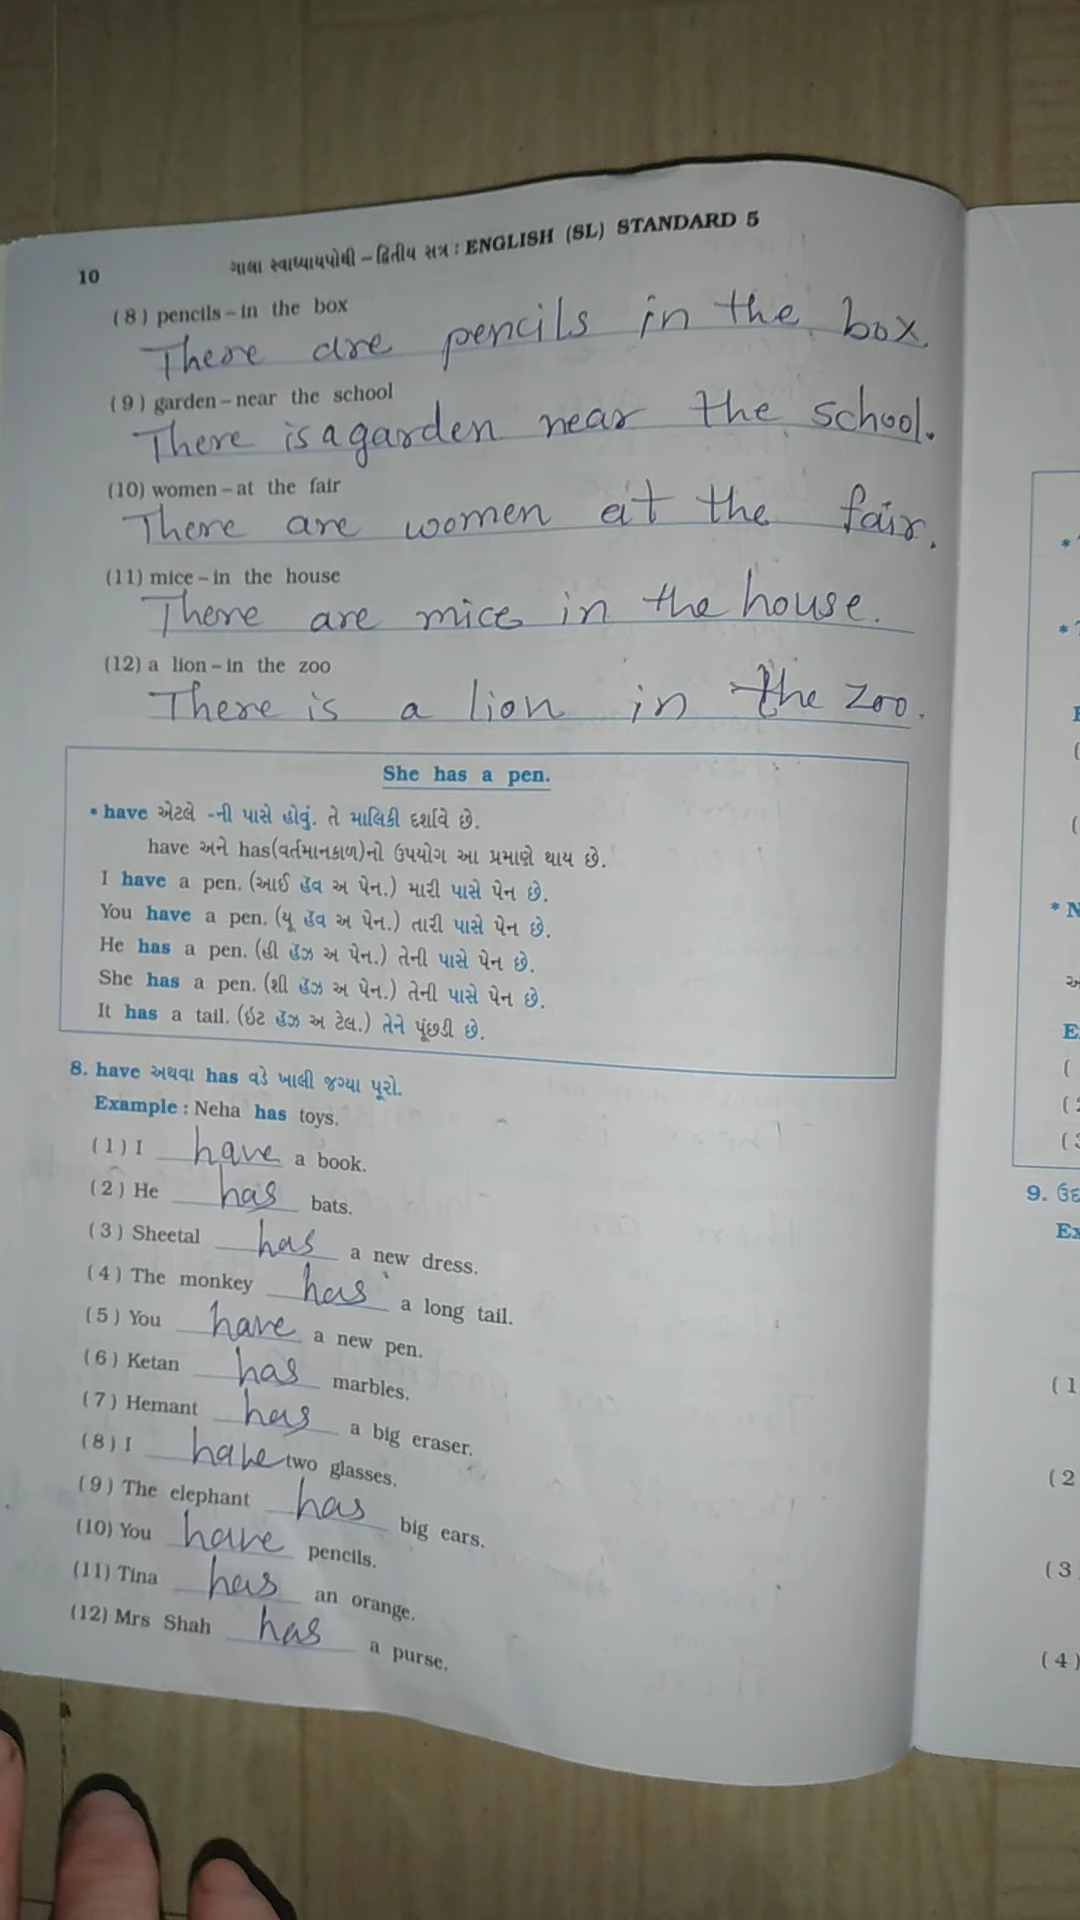 10
ગાલા સ્વાધ્યાયપોથી – દ્વિતીય સત્ર : ENGLISH (SL) STANDARD 5
(8) pencils – in the box
There are pencils in the box.
(9) garden – near the school
There is a garden near the school.
(10) women – at the fair
There are women at the fair.
(11) mice – in the house
There are mice in the house.
(12) a lion – in the zoo
There is a lion in the zoo.
She has a pen.
• have એટલે -ની પાસે હોવું. તે માલિકી દર્શાવે છે.
have અને has(વર્તમાનકાળ)નો ઉપયોગ આ પ્રમાણે થાય છે.
I have a pen. (આઈ હૅવ અ પેન.) મારી પાસે પેન છે.
You have a pen. (યૂ હૅવ અ પેન.) તારી પાસે પેન છે.
He has a pen. (હી હૅઝ અ પેન.) તેની પાસે પેન છે.
She has a pen. (શી હૅઝ અ પેન.) તેની પાસે પેન છે.
It has a tail. (ઇટ હૅઝ અ ટેલ.) તેને પૂંછડી છે.
8. have અથવા has વડે ખાલી જગ્યા પૂરો.
Example : Neha has toys.
(1) I have a book.
(2) He has bats.
(3) Sheetal has a new dress.
(4) The monkey has a long tail.
(5) You have a new pen.
(6) Ketan has marbles.
(7) Hemant has a big eraser.
(8) I have two glasses.
(9) The elephant has big ears.
(10) You have pencils.
(11) Tina has an orange.
(12) Mrs Shah has a purse.
9.
(1
(2
(3
(4)